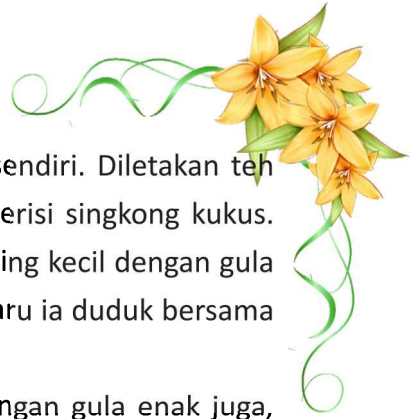 sendiri. Diletakan teh
erisi singkong kukus.
ing kecil dengan gula
aru ia duduk bersama
ngan gula enak juga,